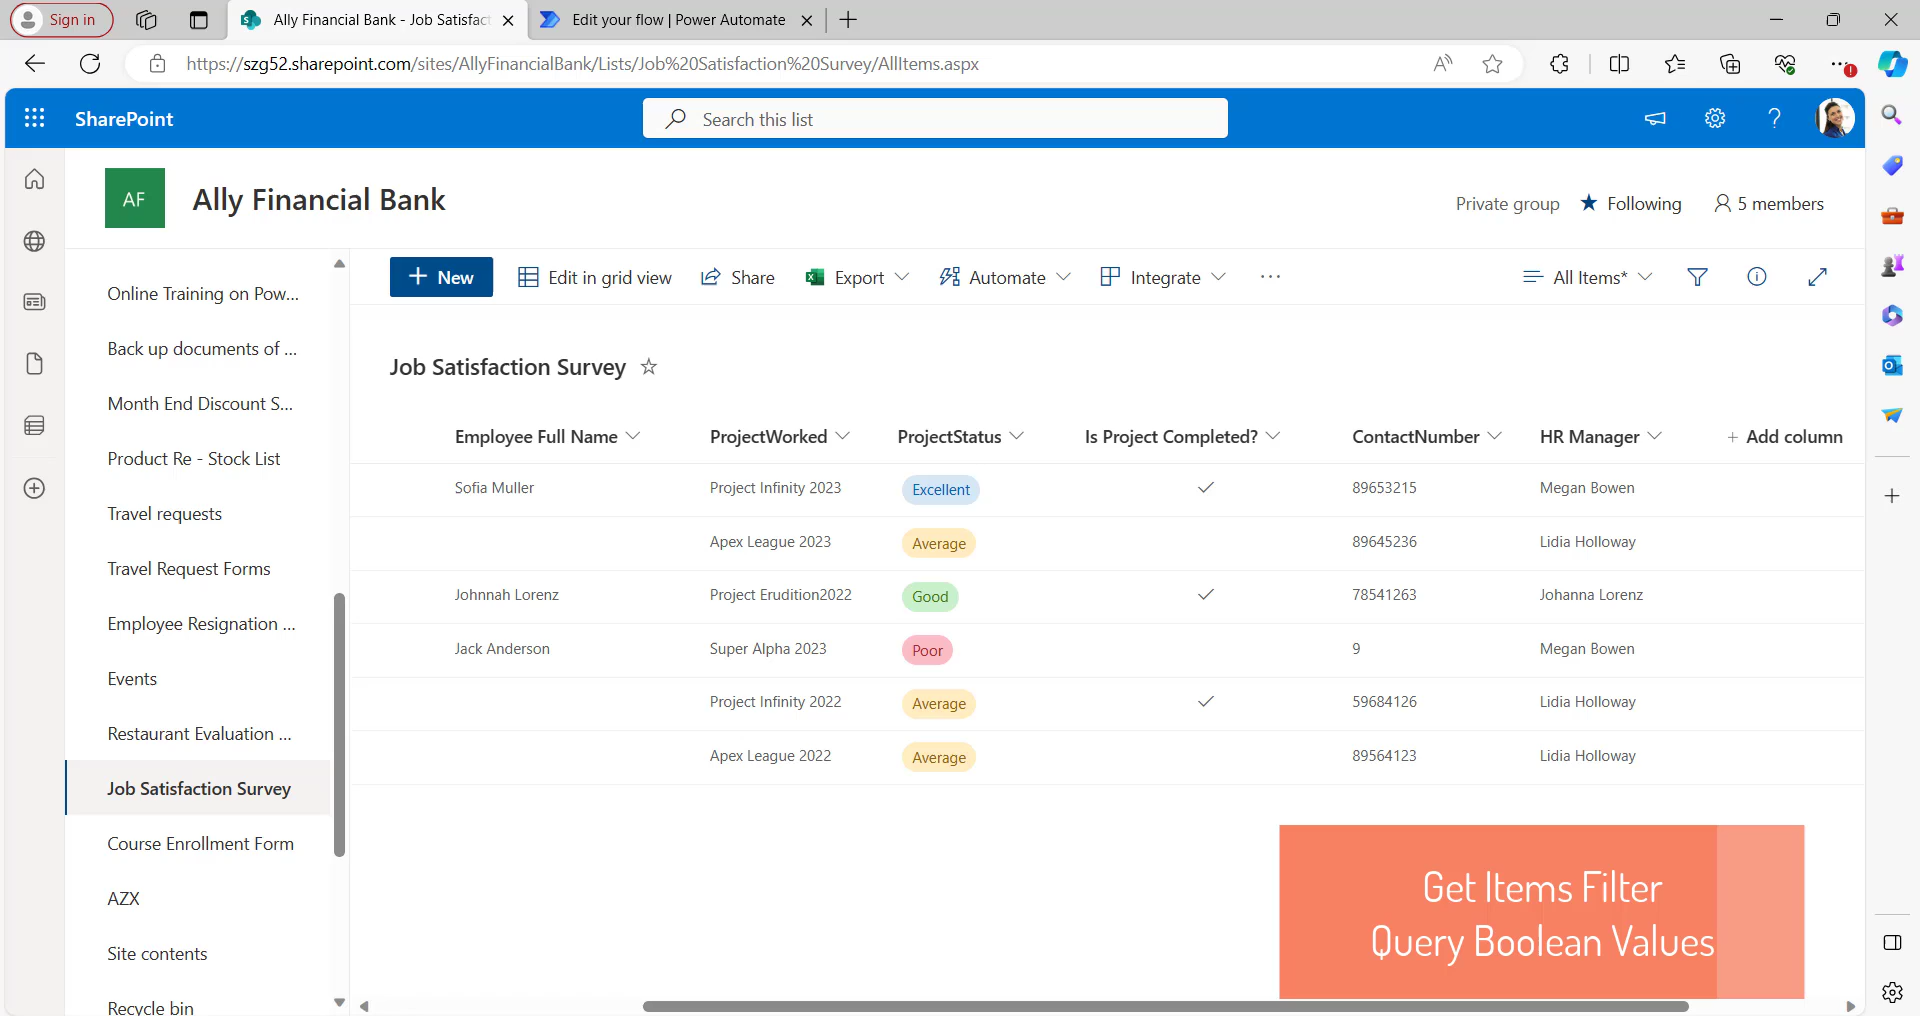 Sign in
Ally Financial Bank - Job Satisfact
Edit your flow | Power Automate
https://szg52.sharepoint.com/sites/AllyFinancialBank/Lists/Job%20Satisfaction%20Survey/AllItems.aspx
SharePoint
Search this list
AF
Ally Financial Bank
Private group
Following
5 members
Online Training on Pow...
Back up documents of ...
Month End Discount S...
Product Re - Stock List
Travel requests
Travel Request Forms
Employee Resignation ...
Events
Restaurant Evaluation ...
Job Satisfaction Survey
Course Enrollment Form
AZX
Site contents
Recycle bin
New
Edit in grid view
Share
Export
Automate
Integrate
All Items*
Job Satisfaction Survey
Employee Full Name ProjectWorked ProjectStatus Is Project Completed? ContactNumber HR Manager + Add column
Sofia Muller Project Infinity 2023 Excellent 89653215 Megan Bowen
Apex League 2023 Average 89645236 Lidia Holloway
Johnnah Lorenz Project Erudition2022 Good 78541263 Johanna Lorenz
Jack Anderson Super Alpha 2023 Poor 9 Megan Bowen
Project Infinity 2022 Average 59684126 Lidia Holloway
Apex League 2022 Average 89564123 Lidia Holloway
Get Items Filter
Query Boolean Values